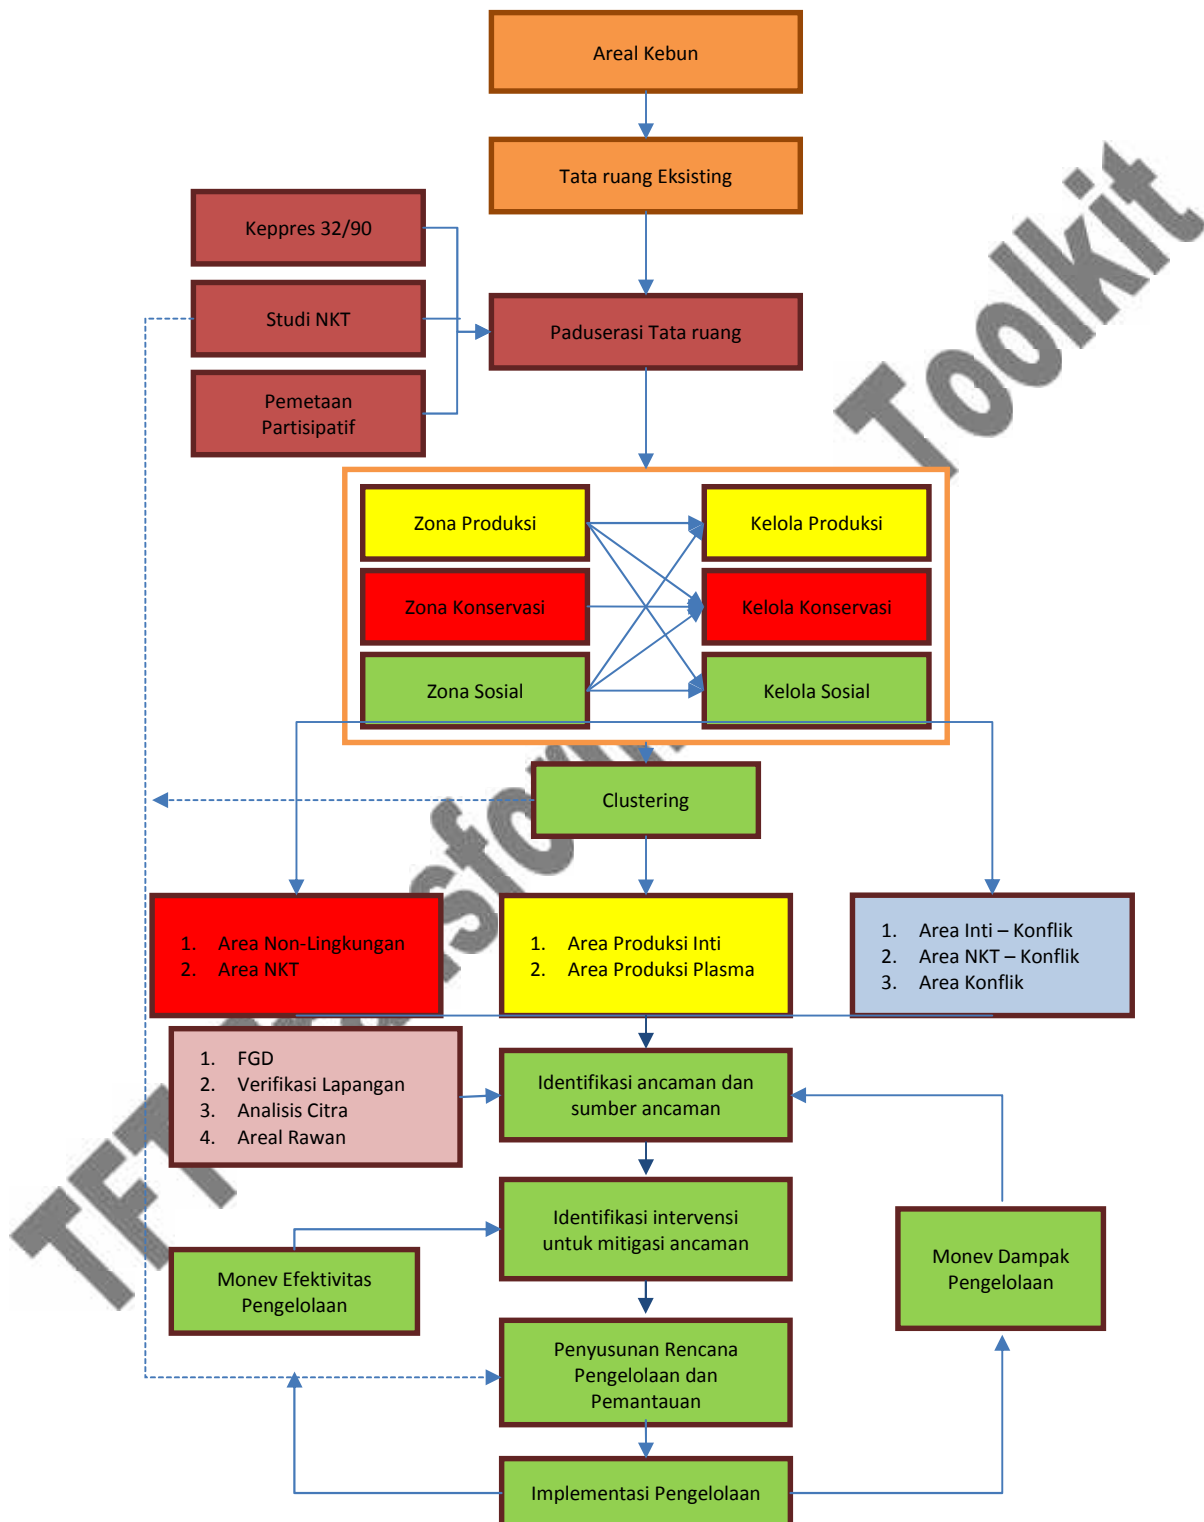 Areal Kebun
Tata ruang Eksisting
Keppres 32/90
Studi NKT
Paduserasi Tata ruang
Pemetaan
Partisipatif
Zona Produksi
Kelola Produksi
Zona Konservasi
Kelola Konservasi
Zona Sosial
Kelola Sosial
Clustering
1. Area Non-Lingkungan
2. Area NKT
1. Area Produksi Inti
2. Area Produksi Plasma
1. Area Inti – Konflik
2. Area NKT – Konflik
3. Area Konflik
1. FGD
2. Verifikasi Lapangan
3. Analisis Citra
4. Areal Rawan
Identifikasi ancaman dan
sumber ancaman
Identifikasi intervensi
untuk mitigasi ancaman
Monev Efektivitas
Pengelolaan
Monev Dampak
Pengelolaan
Penyusunan Rencana
Pengelolaan dan
Pemantauan
Implementasi Pengelolaan
TFT
Toolkit